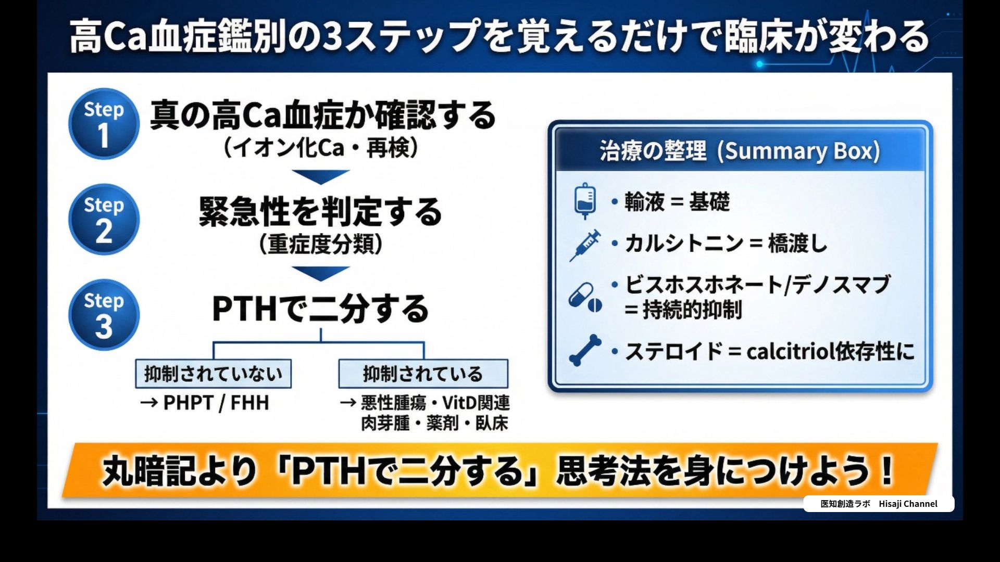 高Ca血症鑑別の3ステップを覚えるだけで臨床が変わる
Step
1
真の高Ca血症か確認する
（イオン化Ca・再検）
Step
2
緊急性を判定する
（重症度分類）
Step
3
PTHで二分する
抑制されていない
→ PHPT / FHH
抑制されている
→ 悪性腫瘍・VitD関連
肉芽腫・薬剤・臥床
治療の整理 (Summary Box)
• 輸液 = 基礎
• カルシトニン = 橋渡し
• ビスホスホネート/デノスマブ
= 持続的抑制
• ステロイド = calcitriol依存性に
丸暗記より「PTHで二分する」思考法を身につけよう！
医知創造ラボ　Hisaji Channel